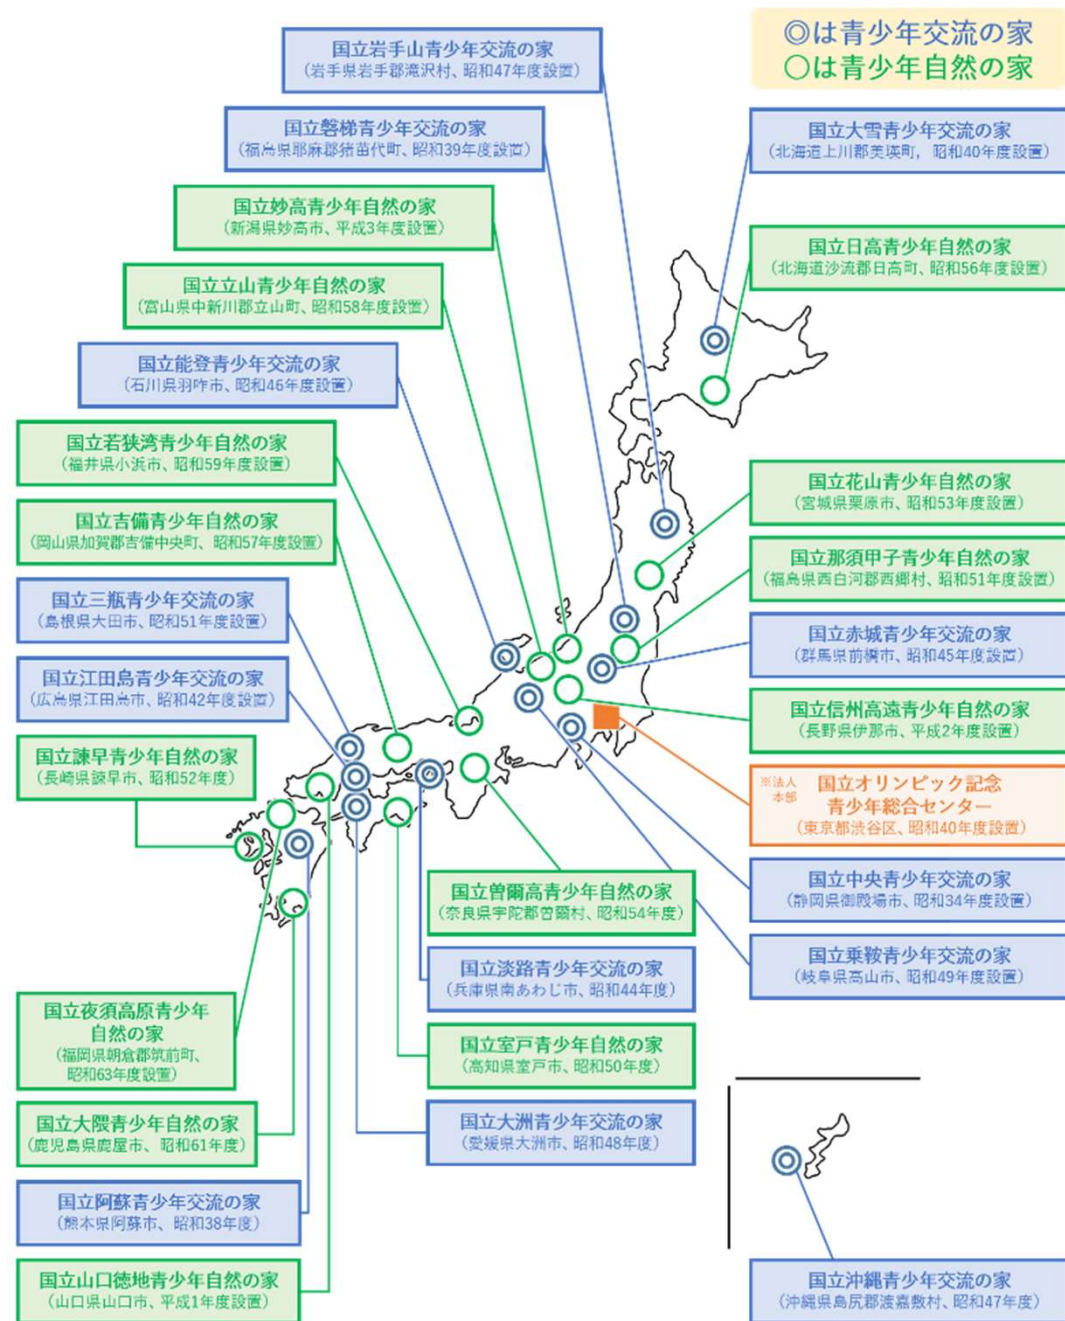 ◎は青少年交流の家
○は青少年自然の家
国立岩手山青少年交流の家
（岩手県岩手郡滝沢村、昭和47年度設置）
国立磐梯青少年交流の家
（福島県耶麻郡猪苗代町、昭和39年度設置）
国立妙高青少年自然の家
（新潟県妙高市、平成3年度設置）
国立立山青少年自然の家
（富山県中新川郡立山町、昭和58年度設置）
国立能登青少年交流の家
（石川県羽咋市、昭和46年度設置）
国立若狭湾青少年自然の家
（福井県小浜市、昭和59年度設置）
国立吉備青少年自然の家
（岡山県加賀郡吉備中央町、昭和57年度設置）
国立三瓶青少年交流の家
（島根県大田市、昭和51年度設置）
国立江田島青少年交流の家
（広島県江田島市、昭和42年度設置）
国立諫早青少年自然の家
（長崎県諫早市、昭和52年度）
国立夜須高原青少年
自然の家
（福岡県朝倉郡筑前町、
昭和63年度設置）
国立大隅青少年自然の家
（鹿児島県鹿屋市、昭和61年度）
国立阿蘇青少年交流の家
（熊本県阿蘇市、昭和38年度）
国立山口徳地青少年自然の家
（山口県山口市、平成1年度設置）
国立曽爾高青少年自然の家
（奈良県宇陀郡曽爾村、昭和54年度）
国立淡路青少年交流の家
（兵庫県南あわじ市、昭和44年度）
国立室戸青少年自然の家
（高知県室戸市、昭和50年度）
国立大洲青少年交流の家
（愛媛県大洲市、昭和48年度）
国立大雪青少年交流の家
（北海道上川郡美瑛町，昭和40年度設置）
国立日高青少年自然の家
（北海道沙流郡日高町、昭和56年度設置）
国立花山青少年自然の家
（宮城県栗原市、昭和53年度設置）
国立那須甲子青少年自然の家
（福島県西白河郡西郷村、昭和51年度設置）
国立赤城青少年交流の家
（群馬県前橋市、昭和45年度設置）
国立信州高遠青少年自然の家
（長野県伊那市、平成2年度設置）
※法人
本部
国立オリンピック記念
青少年総合センター
（東京都渋谷区、昭和40年度設置）
国立中央青少年交流の家
（静岡県御殿場市、昭和34年度設置）
国立乗鞍青少年交流の家
（岐阜県高山市、昭和49年度設置）
国立沖縄青少年交流の家
（沖縄県島尻郡渡嘉敷村、昭和47年度）